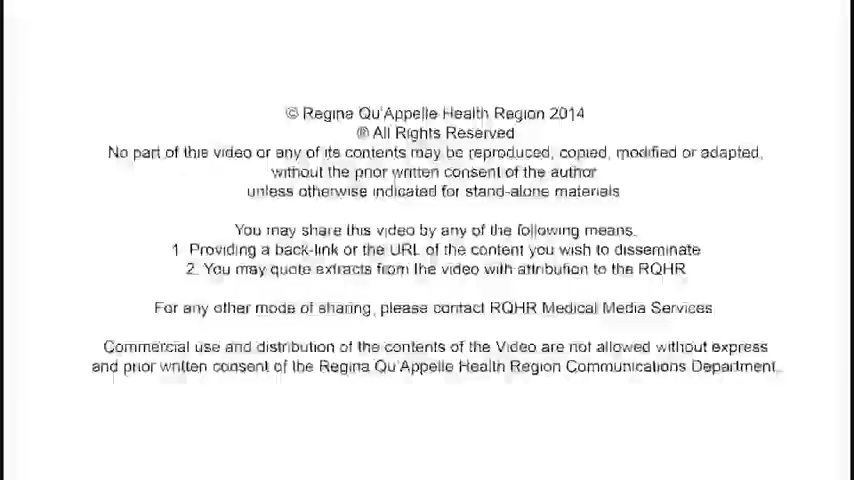 © Regina Qu'Appelle Health Region 2014
® All Rights Reserved
No part of this video or any of its contents may be reproduced, copied, modified or adapted,
without the prior written consent of the author
unless otherwise indicated for stand-alone materials
You may share this video by any of the following means.
1 Providing a back-link or the URL of the content you wish to disseminate
2. You may quote extracts from the video with attribution to the RQHR
For any other mode of sharing, please contact RQHR Medical Media Services
Commercial use and distribution of the contents of the Video are not allowed without express
and prior written consent of the Regina Qu'Appelle Health Region Communications Department.